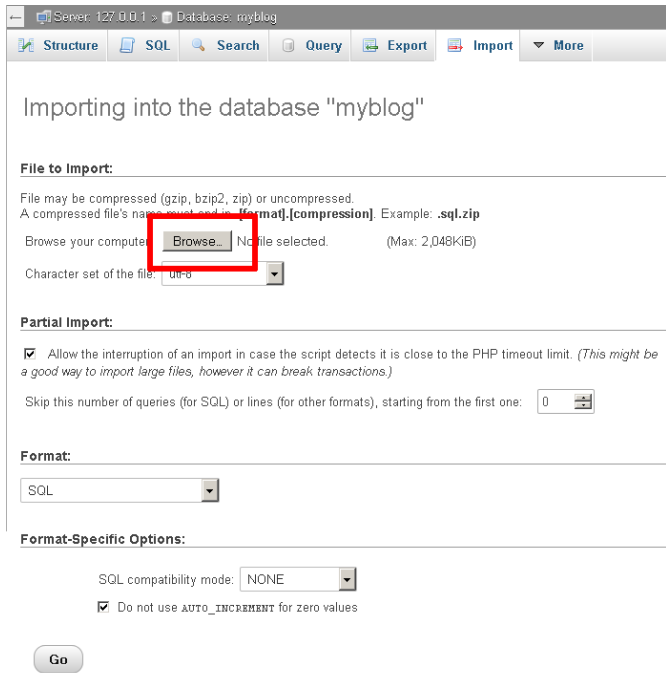 Server: 127.0.0.1 » Database: myblog
Structure SQL Search Query Export Import More
Importing into the database "myblog"
File to Import:
File may be compressed (gzip, bzip2, zip) or uncompressed.
A compressed file's name must end in .[format].[compression]. Example: .sql.zip
Browse your computer: Browse... No file selected. (Max: 2,048KiB)
Character set of the file: utf-8
Partial Import:
Allow the interruption of an import in case the script detects it is close to the PHP timeout limit. (This might be
a good way to import large files, however it can break transactions.)
Skip this number of queries (for SQL) or lines (for other formats), starting from the first one: 0
Format:
SQL
Format-Specific Options:
SQL compatibility mode: NONE
Do not use AUTO_INCREMENT for zero values
Go